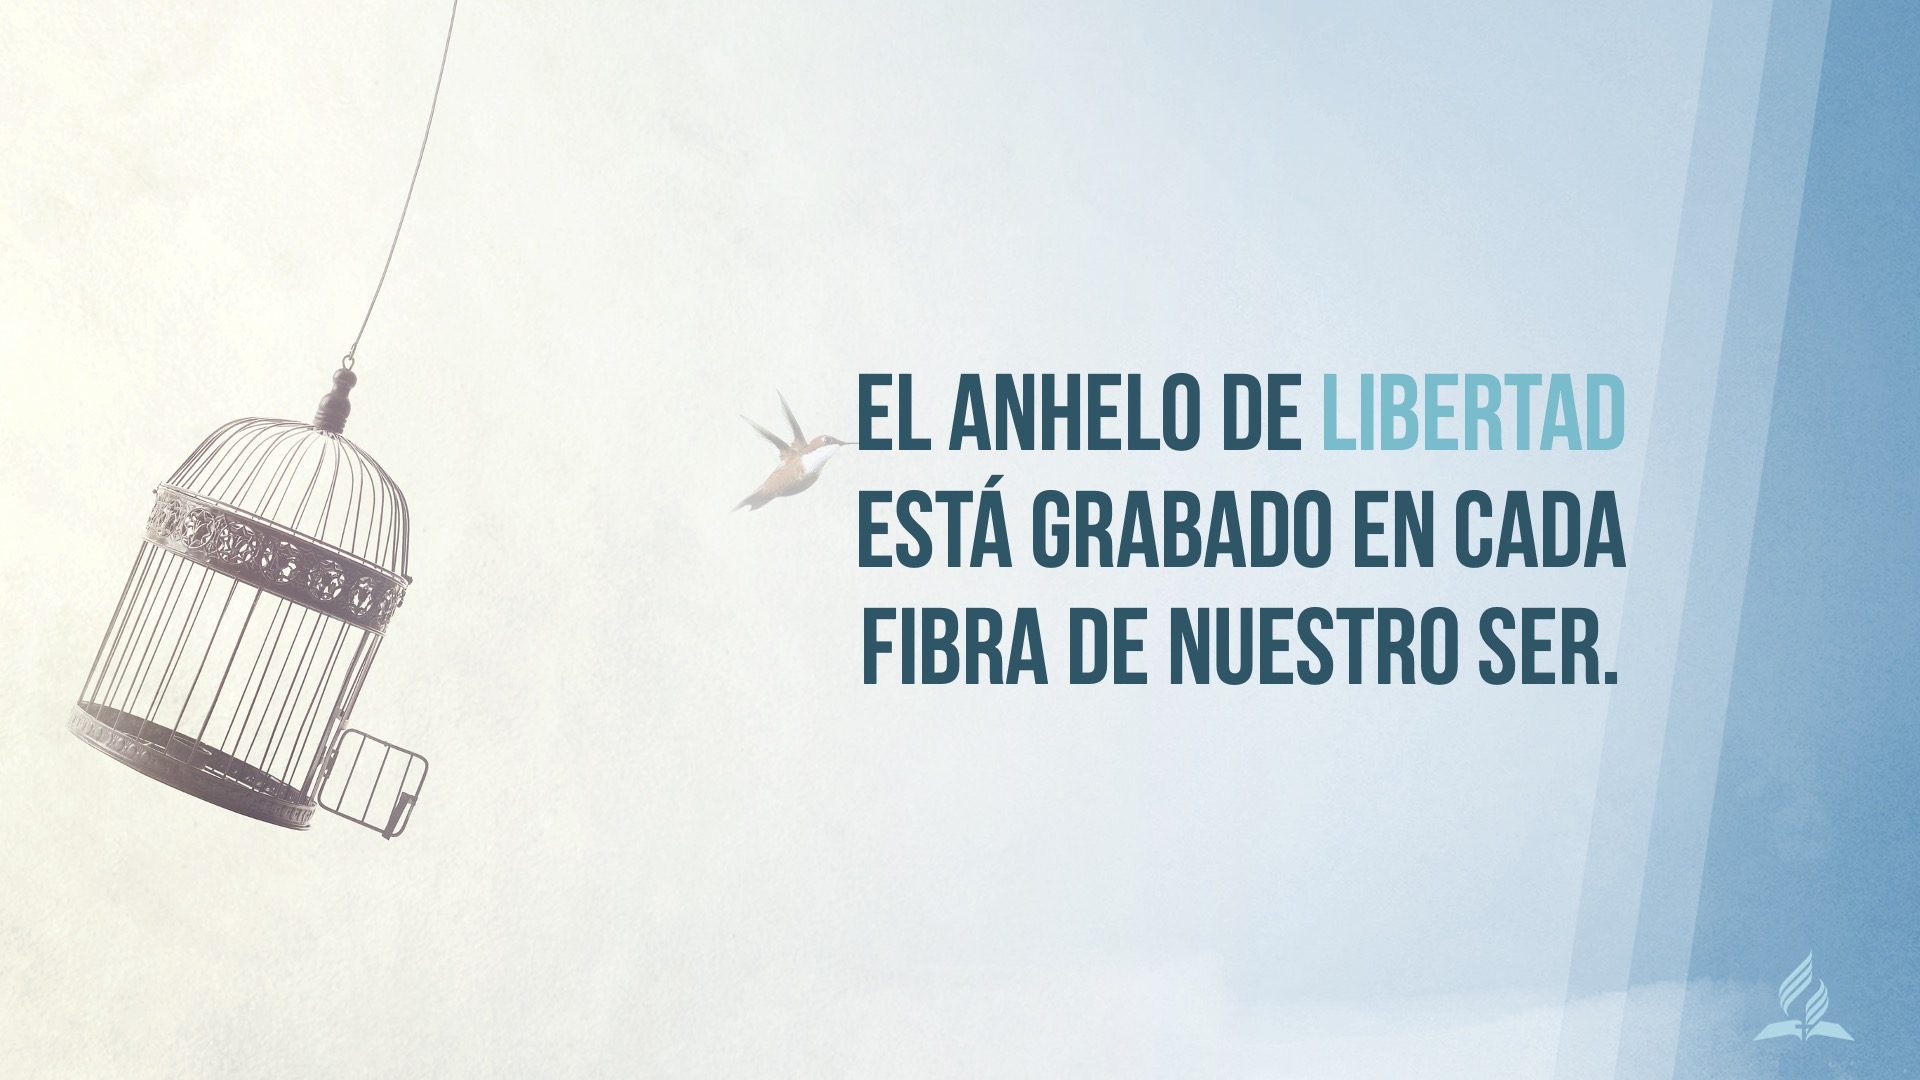 EL ANHELO DE LIBERTAD
ESTÁ GRABADO EN CADA
FIBRA DE NUESTRO SER.